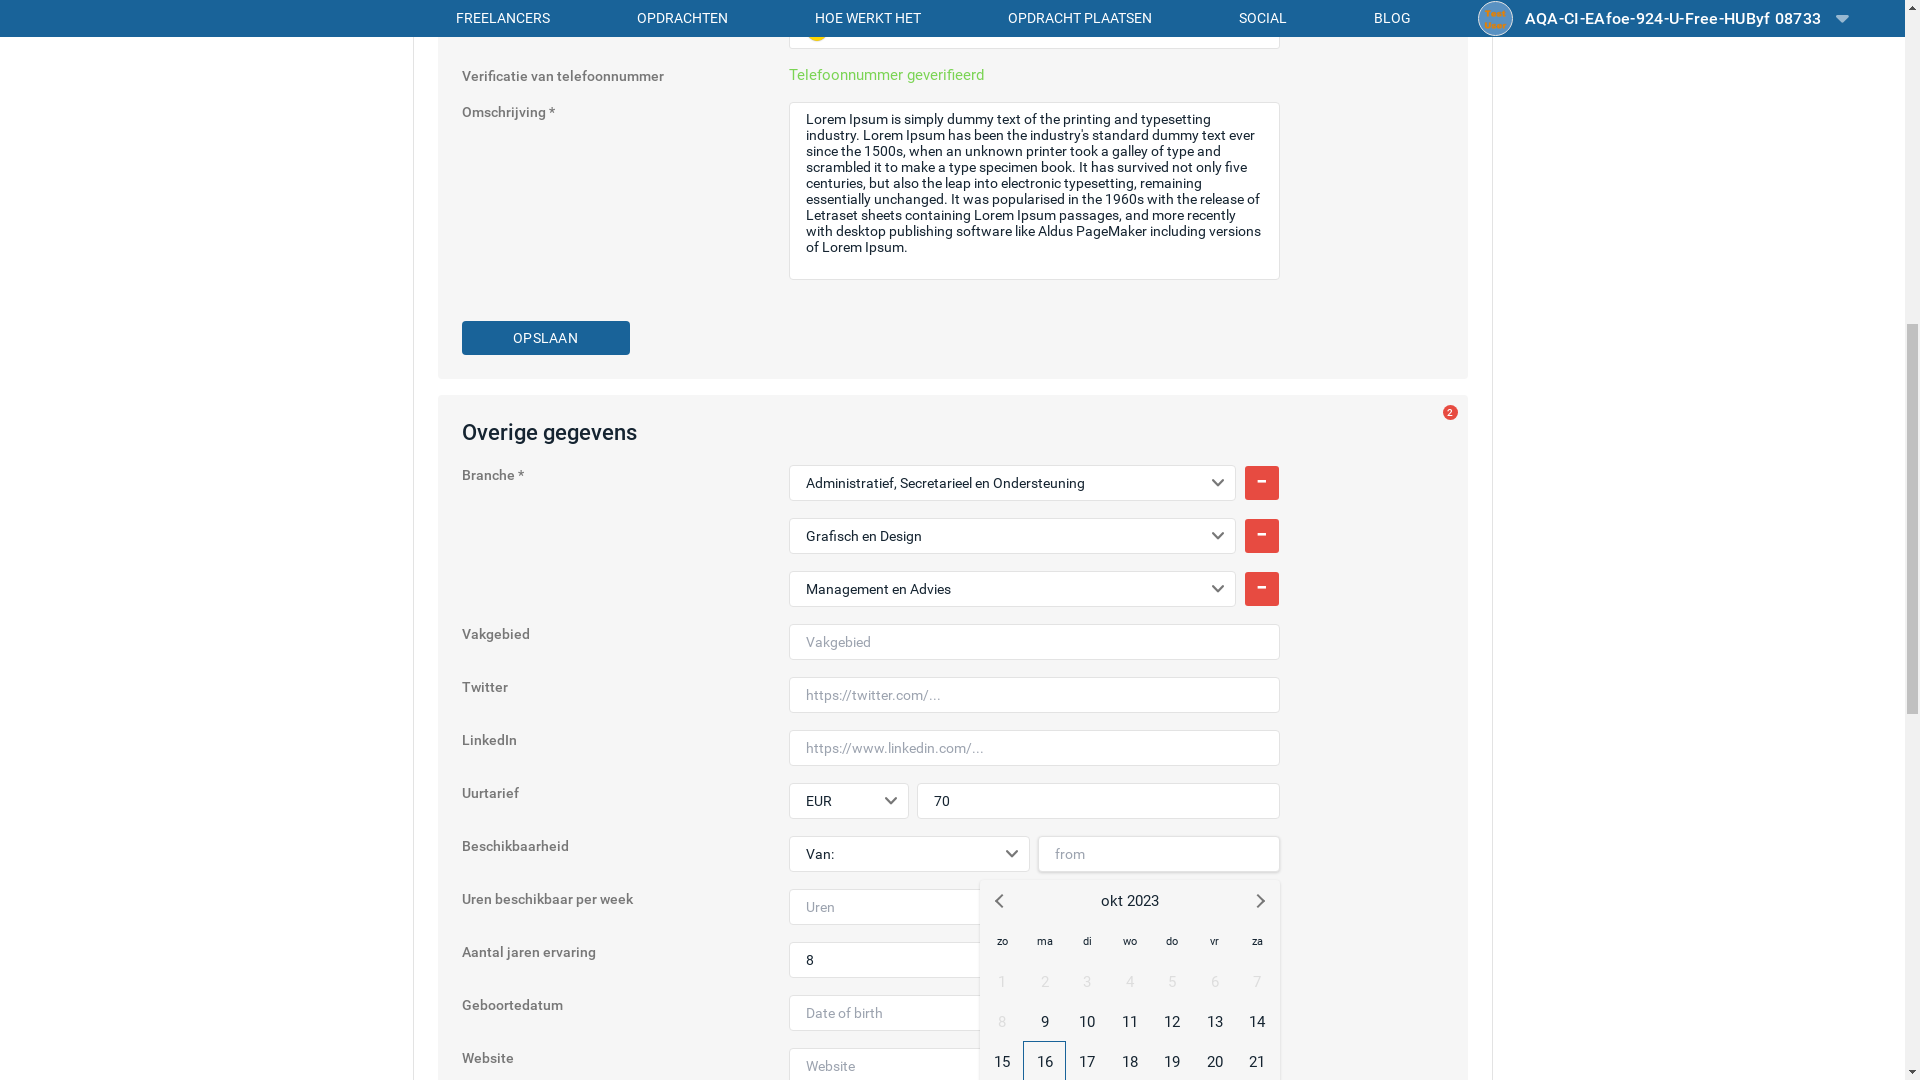 FREELANCERS OPDRACHTEN HOE WERKT HET OPDRACHT PLAATSEN SOCIAL BLOG AQA-CI-EAfoe-924-U-Free-HUByf 08733
Verificatie van telefoonnummer Telefoonnummer geverifieerd
Omschrijving *
Lorem Ipsum is simply dummy text of the printing and typesetting
industry. Lorem Ipsum has been the industry's standard dummy text ever
since the 1500s, when an unknown printer took a galley of type and
scrambled it to make a type specimen book. It has survived not only five
centuries, but also the leap into electronic typesetting, remaining
essentially unchanged. It was popularised in the 1960s with the release of
Letraset sheets containing Lorem Ipsum passages, and more recently
with desktop publishing software like Aldus PageMaker including versions
of Lorem Ipsum.
OPSLAAN
2
Overige gegevens
Branche * Administratief, Secretarieel en Ondersteuning -
Grafisch en Design -
Management en Advies -
Vakgebied Vakgebied
Twitter https://twitter.com/...
LinkedIn https://www.linkedin.com/...
Uurtarief EUR 70
Beschikbaarheid Van: from
Uren beschikbaar per week Uren
okt 2023
zo ma di wo do vr za
Aantal jaren ervaring 8
1 2 3 4 5 6 7
Geboortedatum Date of birth
8 9 10 11 12 13 14
Website Website
15 16 17 18 19 20 21